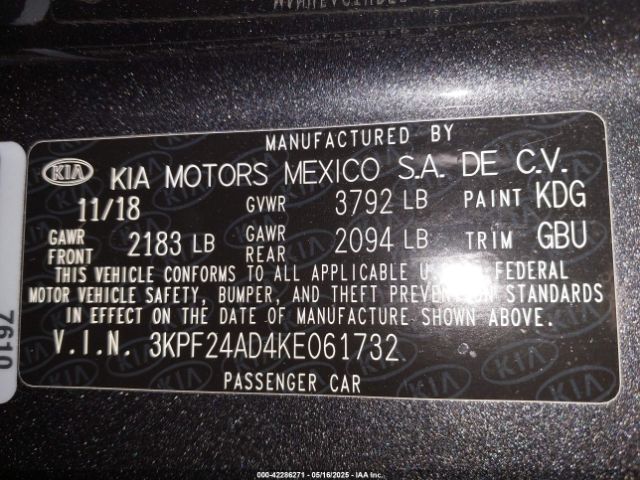 MANUFACTURED BY
KIA KIA MOTORS MEXICO S.A. DE C.V.
11/18 GVWR 3792 LB PAINT KDG
GAWR FRONT 2183 LB GAWR REAR 2094 LB TRIM GBU
THIS VEHICLE CONFORMS TO ALL APPLICABLE U. FEDERAL
MOTOR VEHICLE SAFETY, BUMPER, AND THEFT PREVENTION STANDARDS
IN EFFECT ON THE DATE OF MANUFACTURE SHOWN ABOVE.
V.I.N. 3KPF24AD4KE061732
PASSENGER CAR
7610
000-42286271 - 05/16/2025 - IAA Inc.